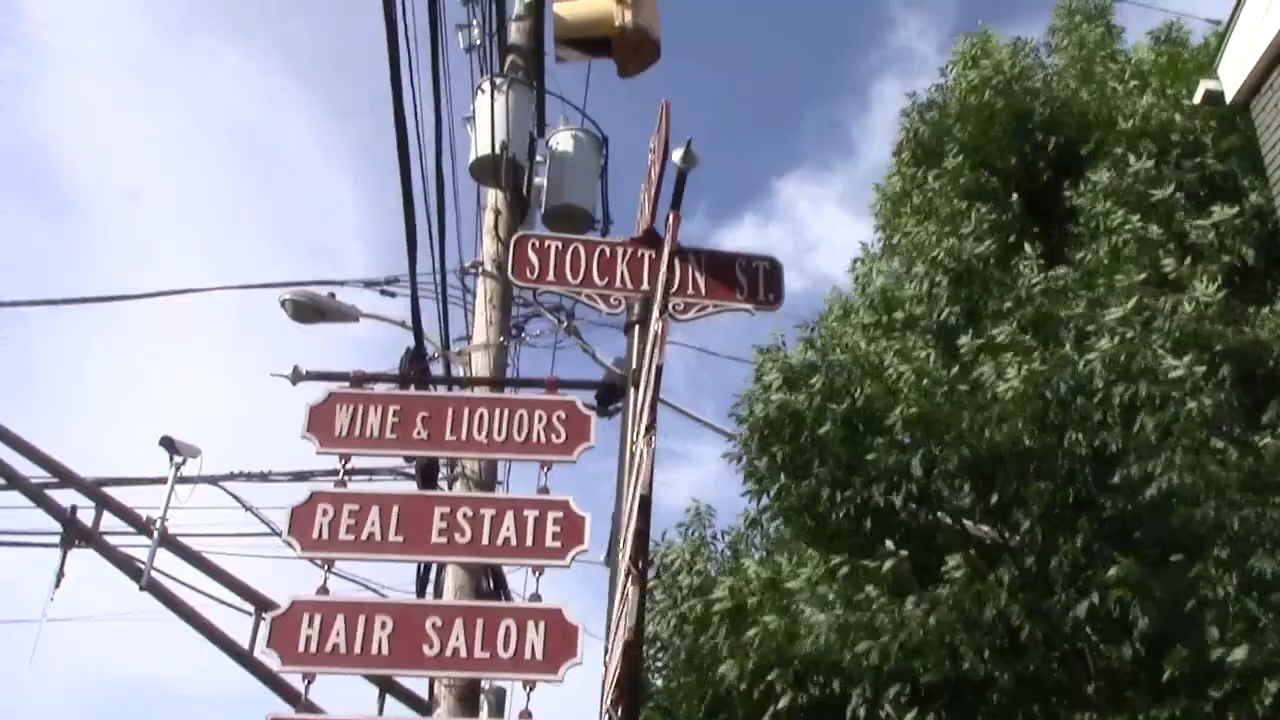 STOCKTON ST.
WINE & LIQUORS
REAL ESTATE
HAIR SALON